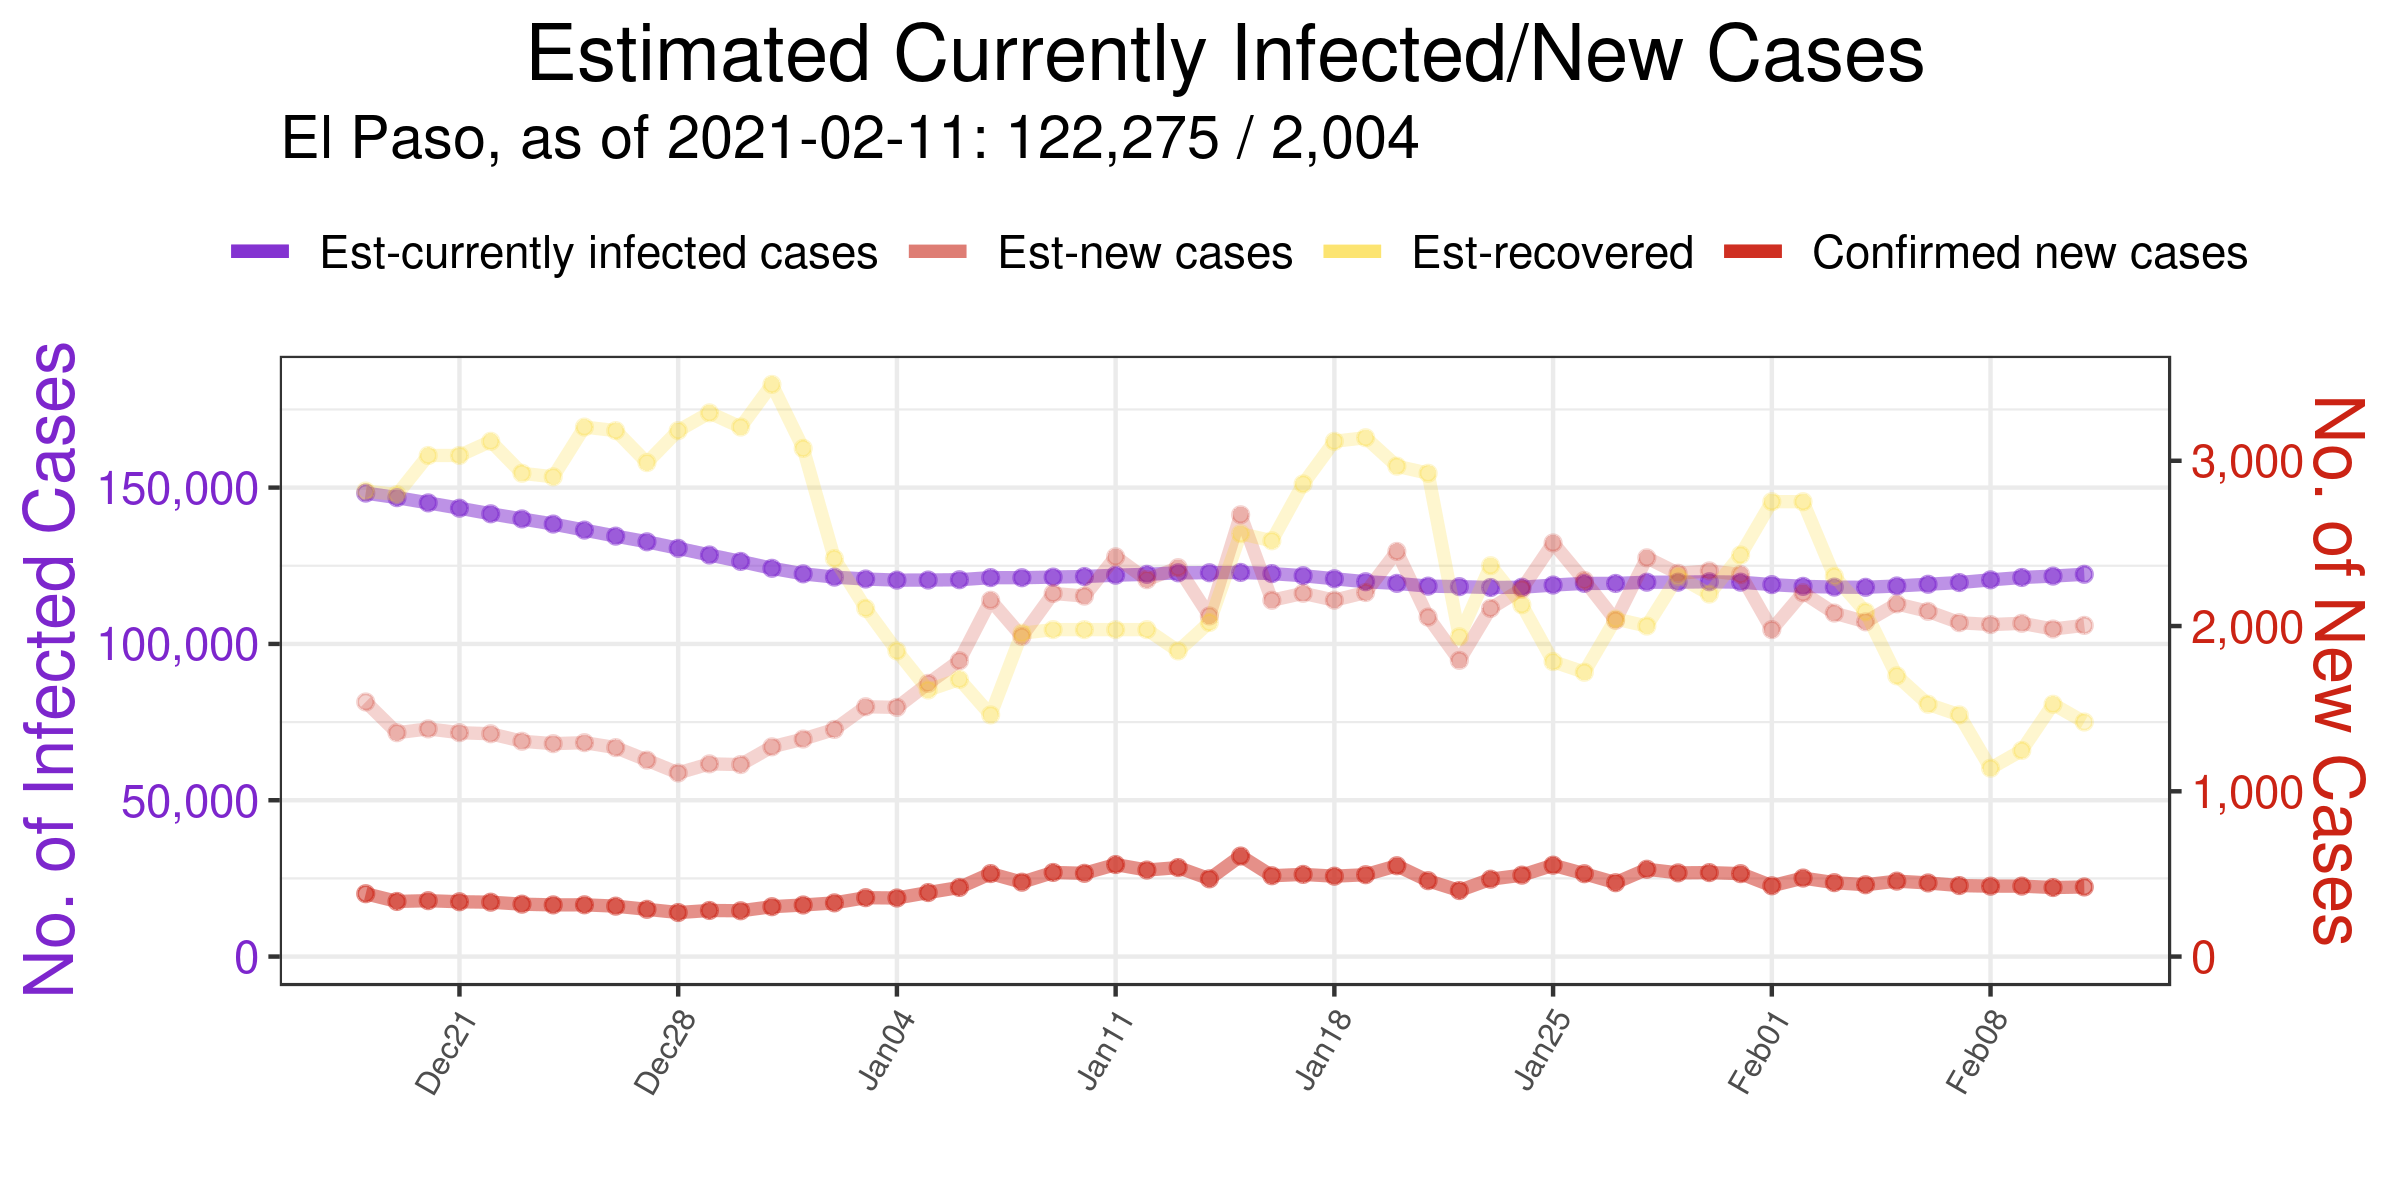 Estimated Currently Infected/New Cases
El Paso, as of 2021-02-11: 122,275 / 2,004
Est-currently infected cases Est-new cases Est-recovered Confirmed new cases
No. of Infected Cases
150,000
100,000
50,000
0
3,000
2,000
1,000
0
No. of New Cases
Dec21 Dec28 Jan04 Jan11 Jan18 Jan25 Feb01 Feb08